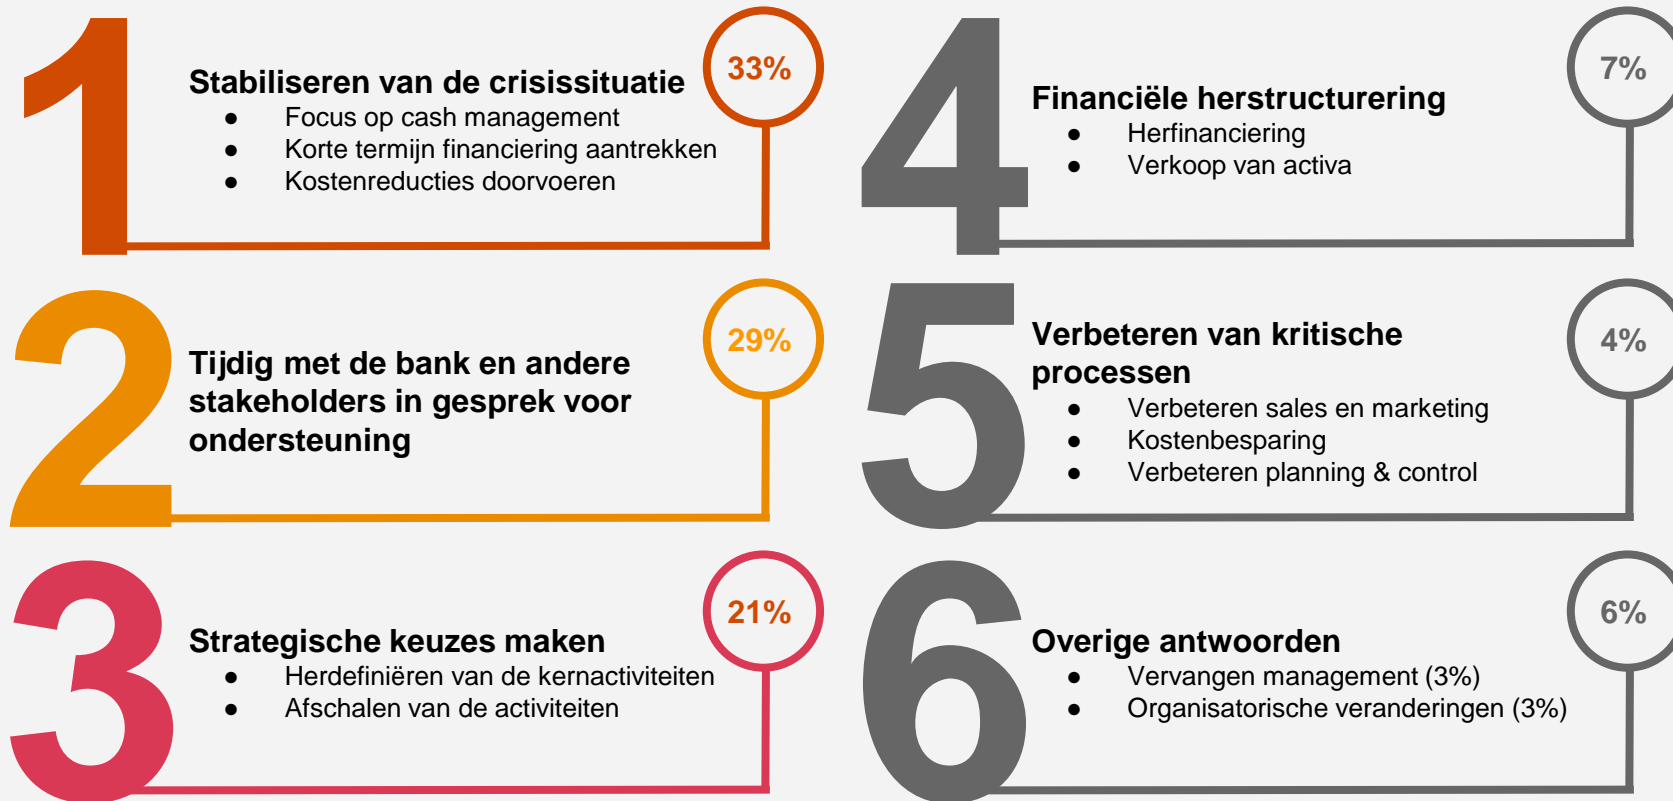 1
Stabiliseren van de crisissituatie
● Focus op cash management
● Korte termijn financiering aantrekken
● Kostenreducties doorvoeren
33%
2
Tijdig met de bank en andere
stakeholders in gesprek voor
ondersteuning
29%
3
Strategische keuzes maken
● Herdefiniëren van de kernactiviteiten
● Afschalen van de activiteiten
21%
4
Financiële herstructurering
● Herfinanciering
● Verkoop van activa
7%
5
Verbeteren van kritische
processen
● Verbeteren sales en marketing
● Kostenbesparing
● Verbeteren planning & control
4%
6
Overige antwoorden
● Vervangen management (3%)
● Organisatorische veranderingen (3%)
6%